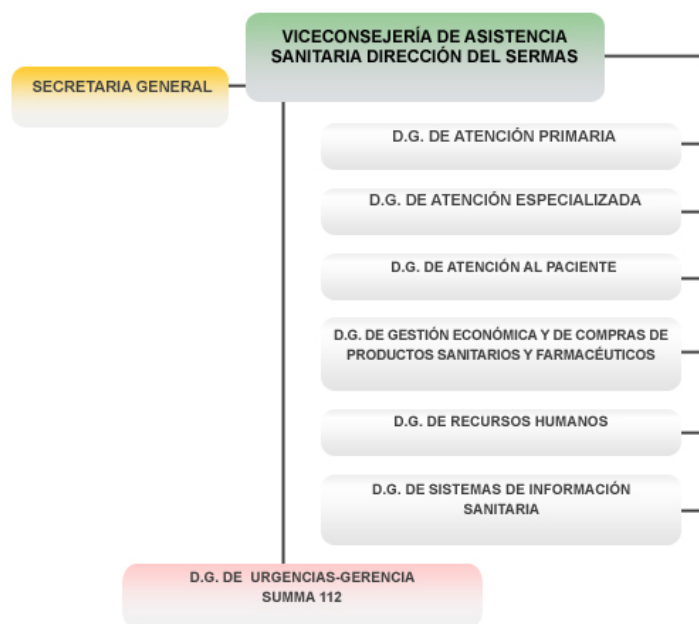 VICECONSEJERÍA DE ASISTENCIA
SANITARIA DIRECCIÓN DEL SERMAS
SECRETARIA GENERAL
D.G. DE ATENCIÓN PRIMARIA
D.G. DE ATENCIÓN ESPECIALIZADA
D.G. DE ATENCIÓN AL PACIENTE
D.G. DE GESTIÓN ECONÓMICA Y DE COMPRAS DE
PRODUCTOS SANITARIOS Y FARMACÉUTICOS
D.G. DE RECURSOS HUMANOS
D.G. DE SISTEMAS DE INFORMACIÓN
SANITARIA
D.G. DE URGENCIAS-GERENCIA
SUMMA 112